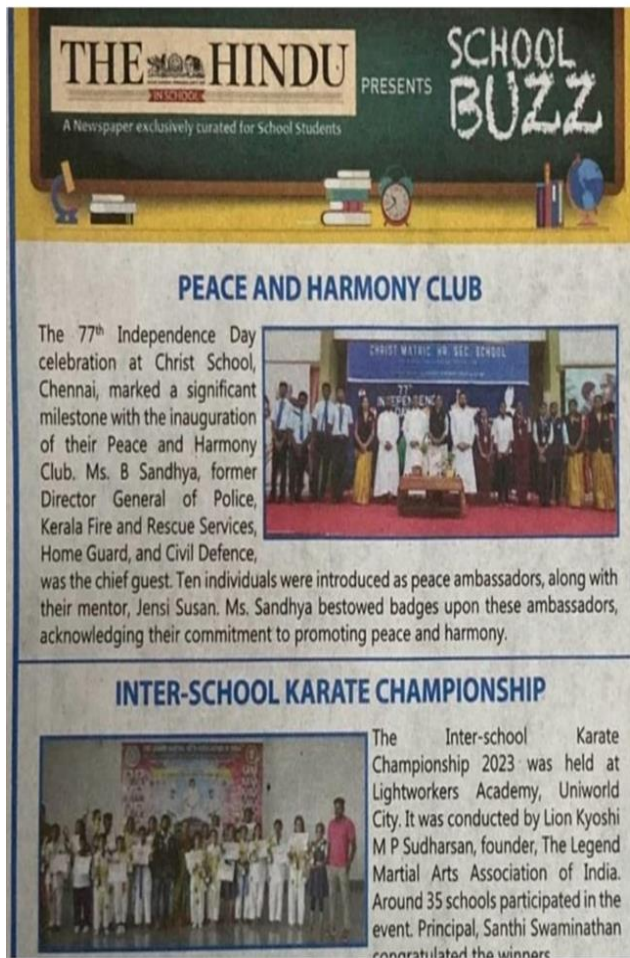 THE HINDU
IN SCHOOL
PRESENTS
SCHOOL
BUZZ
A Newspaper exclusively curated for School Students
PEACE AND HARMONY CLUB
The 77th Independence Day
celebration at Christ School,
Chennai, marked a significant
milestone with the inauguration
of their Peace and Harmony
Club. Ms. B Sandhya, former
Director General of Police,
Kerala Fire and Rescue Services,
Home Guard, and Civil Defence,
was the chief guest. Ten individuals were introduced as peace ambassadors, along with
their mentor, Jensi Susan. Ms. Sandhya bestowed badges upon these ambassadors,
acknowledging their commitment to promoting peace and harmony.
CHRIST MATRIC HR. SEC. SCHOOL
77th
INDEPENDENCE
INTER-SCHOOL KARATE CHAMPIONSHIP
The Inter-school Karate
Championship 2023 was held at
Lightworkers Academy, Uniworld
City. It was conducted by Lion Kyoshi
M P Sudharsan, founder, The Legend
Martial Arts Association of India.
Around 35 schools participated in the
event. Principal, Santhi Swaminathan
congratulated the winners